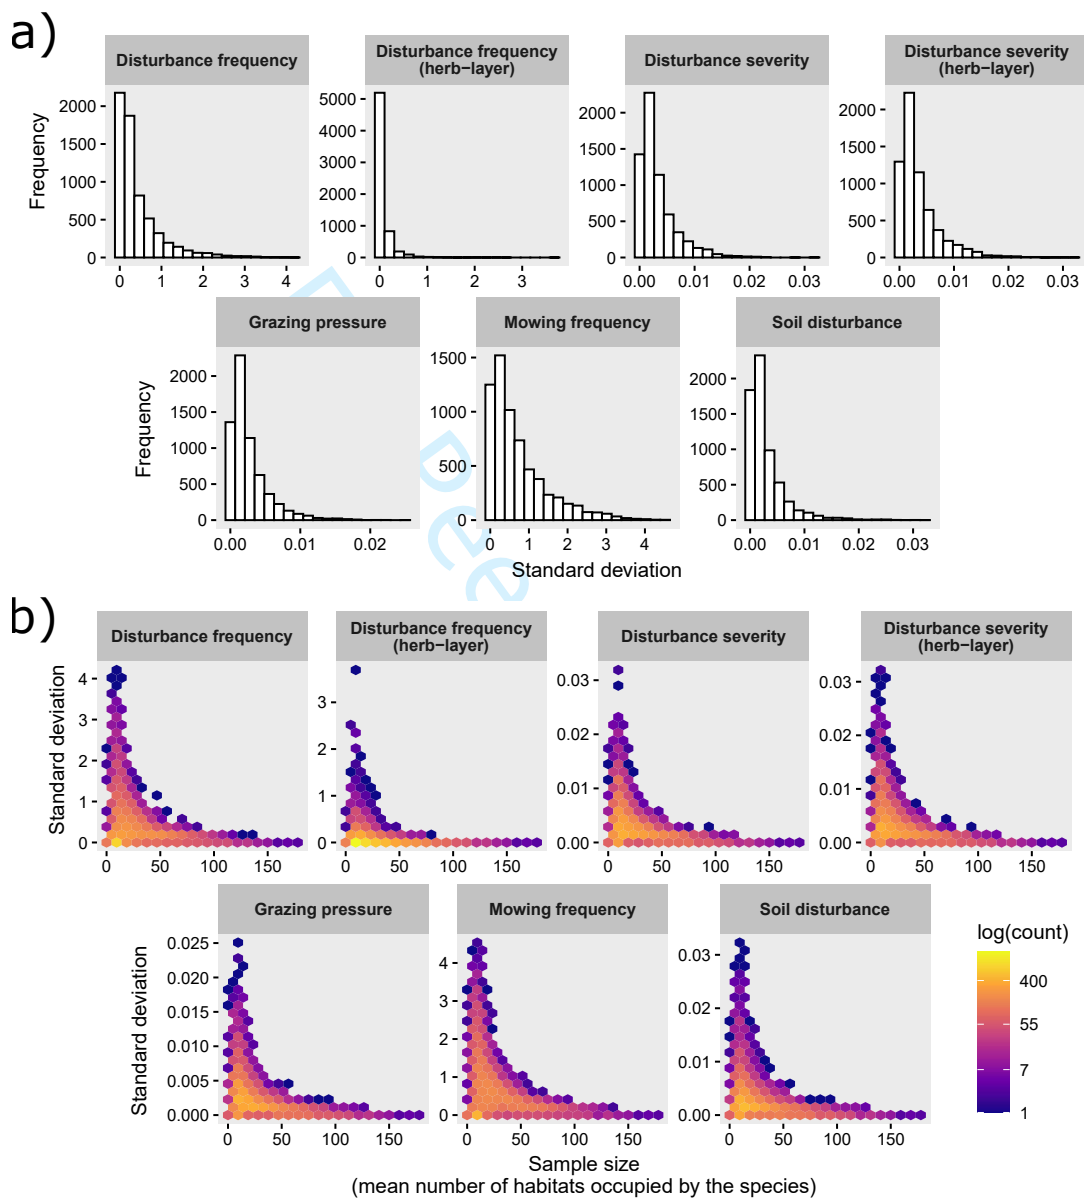 a)
Disturbance frequency
Disturbance frequency
(herb−layer)
Disturbance severity
Disturbance severity
(herb−layer)
Frequency
2000
1500
1000
500
0
0 1 2 3 4
5000
4000
3000
2000
1000
0
0 1 2 3
2000
1500
1000
500
0
0.00 0.01 0.02 0.03
2000
1500
1000
500
0
0.00 0.01 0.02 0.03
Grazing pressure
Mowing frequency
Soil disturbance
Frequency
2000
1500
1000
500
0
0.00 0.01 0.02
1500
1000
500
0
0 1 2 3 4
2000
1500
1000
500
0
0.00 0.01 0.02 0.03
Standard deviation
Pee
b)
Disturbance frequency
Disturbance frequency
(herb−layer)
Disturbance severity
Disturbance severity
(herb−layer)
Standard deviation
4
3
2
1
0
0 50 100 150
3
2
1
0
0 50 100 150
0.03
0.02
0.01
0.00
0 50 100 150
0.03
0.02
0.01
0.00
0 50 100 150
Grazing pressure
Mowing frequency
Soil disturbance
Standard deviation
0.025
0.020
0.015
0.010
0.005
0.000
0 50 100 150
4
3
2
1
0
0 50 100 150
0.03
0.02
0.01
0.00
0 50 100 150
log(count)
400
55
7
1
Sample size
(mean number of habitats occupied by the species)